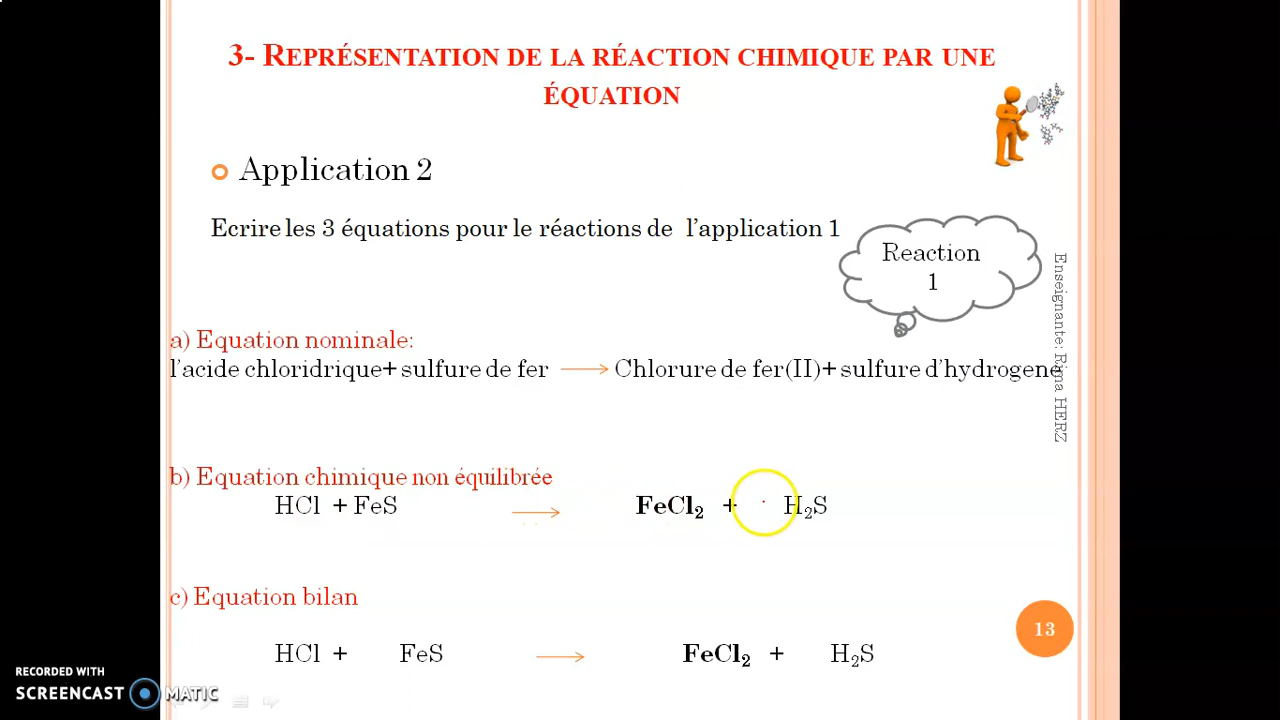 3- REPRÉSENTATION DE LA RÉACTION CHIMIQUE PAR UNE
ÉQUATION
Application 2
Ecrire les 3 équations pour le réactions de l'application 1
Reaction
1
Enseignante: Rima HERZ
a) Equation nominale:
l'acide chloridrique+ sulfure de fer → Chlorure de fer(II)+ sulfure d'hydrogene
b) Equation chimique non équilibrée
HCl + FeS → FeCl₂ + H₂S
c) Equation bilan
HCl + FeS → FeCl₂ + H₂S
13
RECORDED WITH
SCREENCAST MATIC